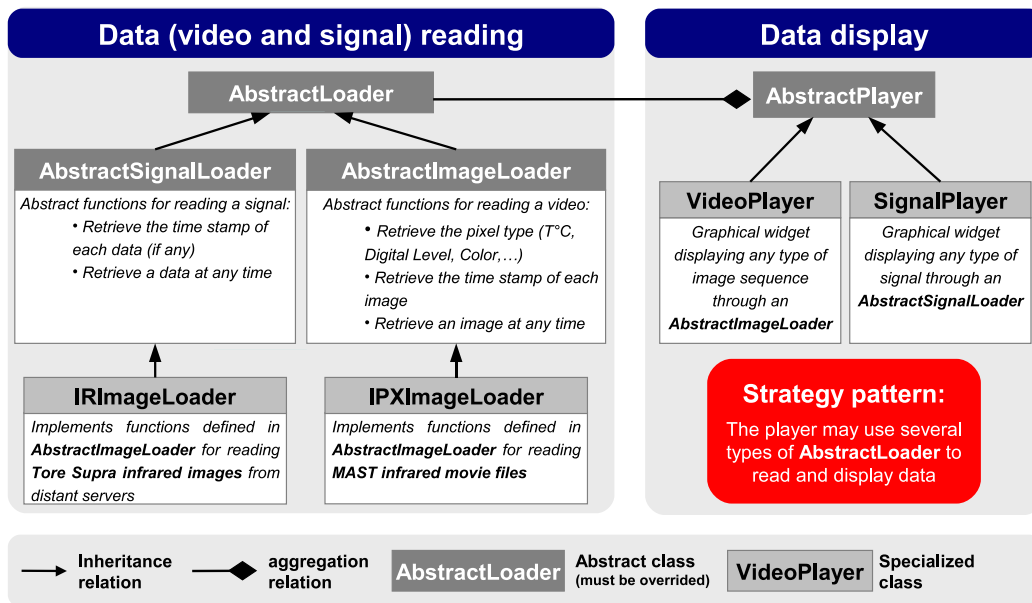 Data (video and signal) reading
Data display
AbstractLoader
AbstractPlayer
AbstractSignalLoader
Abstract functions for reading a signal:
• Retrieve the time stamp of
each data (if any)
• Retrieve a data at any time
AbstractImageLoader
Abstract functions for reading a video:
• Retrieve the pixel type (T°C,
Digital Level, Color,…)
• Retrieve the time stamp of each
image
• Retrieve an image at any time
VideoPlayer
Graphical widget
displaying any type of
image sequence
through an
AbstractImageLoader
SignalPlayer
Graphical widget
displaying any type of
signal through an
AbstractSignalLoader
IRImageLoader
Implements functions defined in
AbstractImageLoader for reading
Tore Supra infrared images from
distant servers
IPXImageLoader
Implements functions defined in
AbstractImageLoader for reading
MAST infrared movie files
Strategy pattern:
The player may use several
types of AbstractLoader to
read and display data
Inheritance
relation
aggregation
relation
AbstractLoader
Abstract class
(must be overrided)
VideoPlayer
Specialized
class